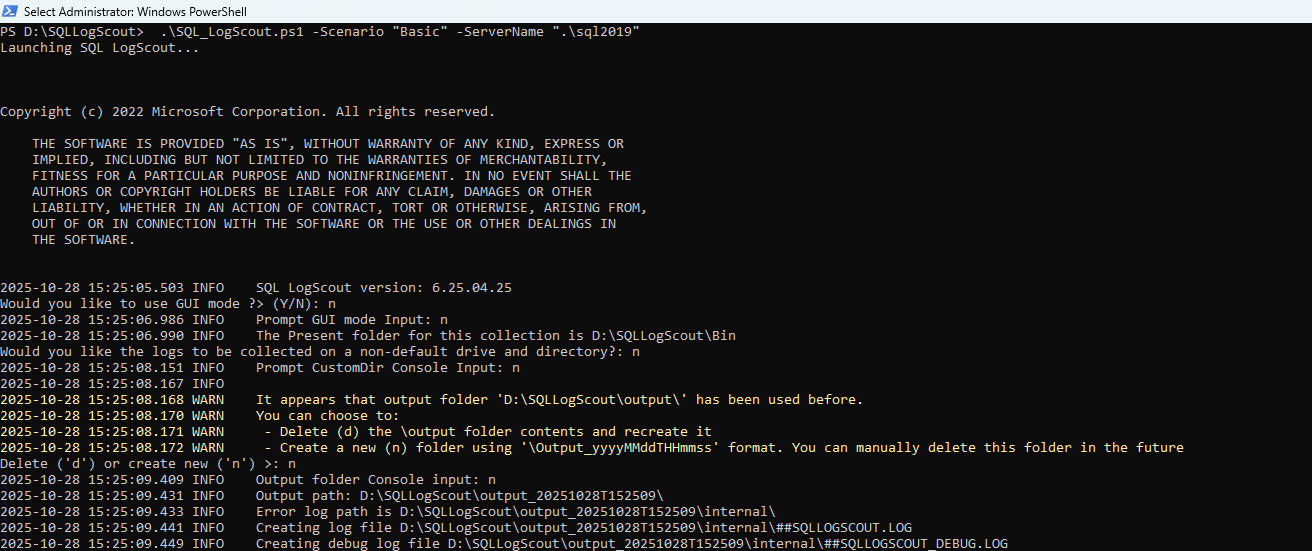 Select Administrator: Windows PowerShell
PS D:\SQLLogScout>  .\SQL_LogScout.ps1 -Scenario "Basic" -ServerName ".\sql2019"
Launching SQL LogScout...
Copyright (c) 2022 Microsoft Corporation. All rights reserved.
THE SOFTWARE IS PROVIDED "AS IS", WITHOUT WARRANTY OF ANY KIND, EXPRESS OR
IMPLIED, INCLUDING BUT NOT LIMITED TO THE WARRANTIES OF MERCHANTABILITY,
FITNESS FOR A PARTICULAR PURPOSE AND NONINFRINGEMENT. IN NO EVENT SHALL THE
AUTHORS OR COPYRIGHT HOLDERS BE LIABLE FOR ANY CLAIM, DAMAGES OR OTHER
LIABILITY, WHETHER IN AN ACTION OF CONTRACT, TORT OR OTHERWISE, ARISING FROM,
OUT OF OR IN CONNECTION WITH THE SOFTWARE OR THE USE OR OTHER DEALINGS IN
THE SOFTWARE.
2025-10-28 15:25:05.503 INFO    SQL LogScout version: 6.25.04.25
Would you like to use GUI mode ?> (Y/N): n
2025-10-28 15:25:06.986 INFO    Prompt GUI mode Input: n
2025-10-28 15:25:06.990 INFO    The Present folder for this collection is D:\SQLLogScout\Bin
Would you like the logs to be collected on a non-default drive and directory?: n
2025-10-28 15:25:08.151 INFO    Prompt CustomDir Console Input: n
2025-10-28 15:25:08.167 INFO
2025-10-28 15:25:08.168 WARN    It appears that output folder 'D:\SQLLogScout\output\' has been used before.
2025-10-28 15:25:08.170 WARN    You can choose to:
2025-10-28 15:25:08.171 WARN     - Delete (d) the \output folder contents and recreate it
2025-10-28 15:25:08.172 WARN     - Create a new (n) folder using '\Output_yyyyMMddTHHmmss' format. You can manually delete this folder in the future
Delete ('d') or create new ('n') >: n
2025-10-28 15:25:09.409 INFO    Output folder Console input: n
2025-10-28 15:25:09.431 INFO    Output path: D:\SQLLogScout\output_20251028T152509\
2025-10-28 15:25:09.433 INFO    Error log path is D:\SQLLogScout\output_20251028T152509\internal\
2025-10-28 15:25:09.441 INFO    Creating log file D:\SQLLogScout\output_20251028T152509\internal\##SQLLOGSCOUT.LOG
2025-10-28 15:25:09.449 INFO    Creating debug log file D:\SQLLogScout\output_20251028T152509\internal\##SQLLOGSCOUT_DEBUG.LOG